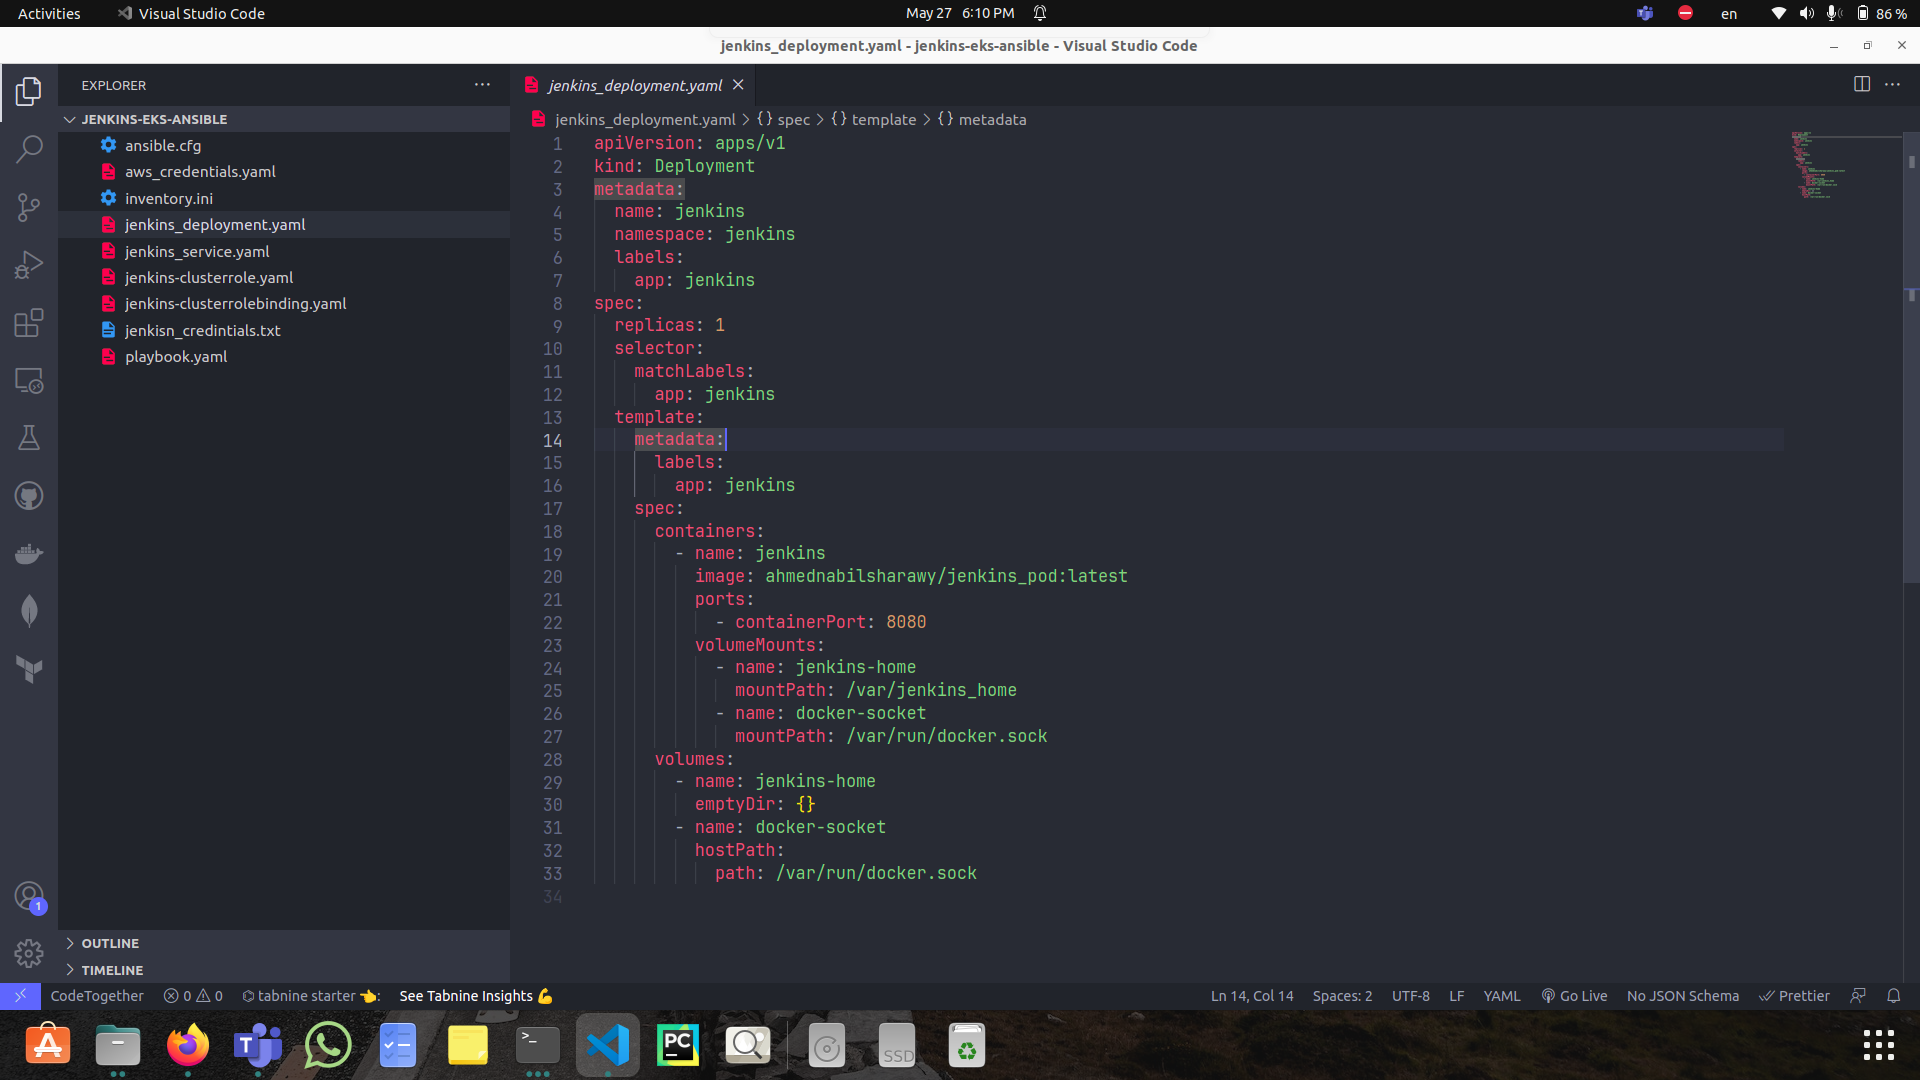 Activities
Visual Studio Code
May 27 6:10 PM
en
86 %
jenkins_deployment.yaml - jenkins-eks-ansible - Visual Studio Code
EXPLORER
JENKINS-EKS-ANSIBLE
ansible.cfg
aws_credentials.yaml
inventory.ini
jenkins_deployment.yaml
jenkins_service.yaml
jenkins-clusterrole.yaml
jenkins-clusterrolebinding.yaml
jenkisn_credintials.txt
playbook.yaml
OUTLINE
TIMELINE
1
jenkins_deployment.yaml
jenkins_deployment.yaml > {} spec > {} template > {} metadata
1 apiVersion: apps/v1
2 kind: Deployment
3 metadata:
4 name: jenkins
5 namespace: jenkins
6 labels:
7 app: jenkins
8 spec:
9 replicas: 1
10 selector:
11 matchLabels:
12 app: jenkins
13 template:
14 metadata:
15 labels:
16 app: jenkins
17 spec:
18 containers:
19 - name: jenkins
20 image: ahmednabilsharawy/jenkins_pod:latest
21 ports:
22 - containerPort: 8080
23 volumeMounts:
24 - name: jenkins-home
25 mountPath: /var/jenkins_home
26 - name: docker-socket
27 mountPath: /var/run/docker.sock
28 volumes:
29 - name: jenkins-home
30 emptyDir: {}
31 - name: docker-socket
32 hostPath:
33 path: /var/run/docker.sock
34
CodeTogether
0 0
tabnine starter 👈:
See Tabnine Insights 💪
Ln 14, Col 14
Spaces: 2
UTF-8
LF
YAML
Go Live
No JSON Schema
Prettier
T
>_
PC
SSD